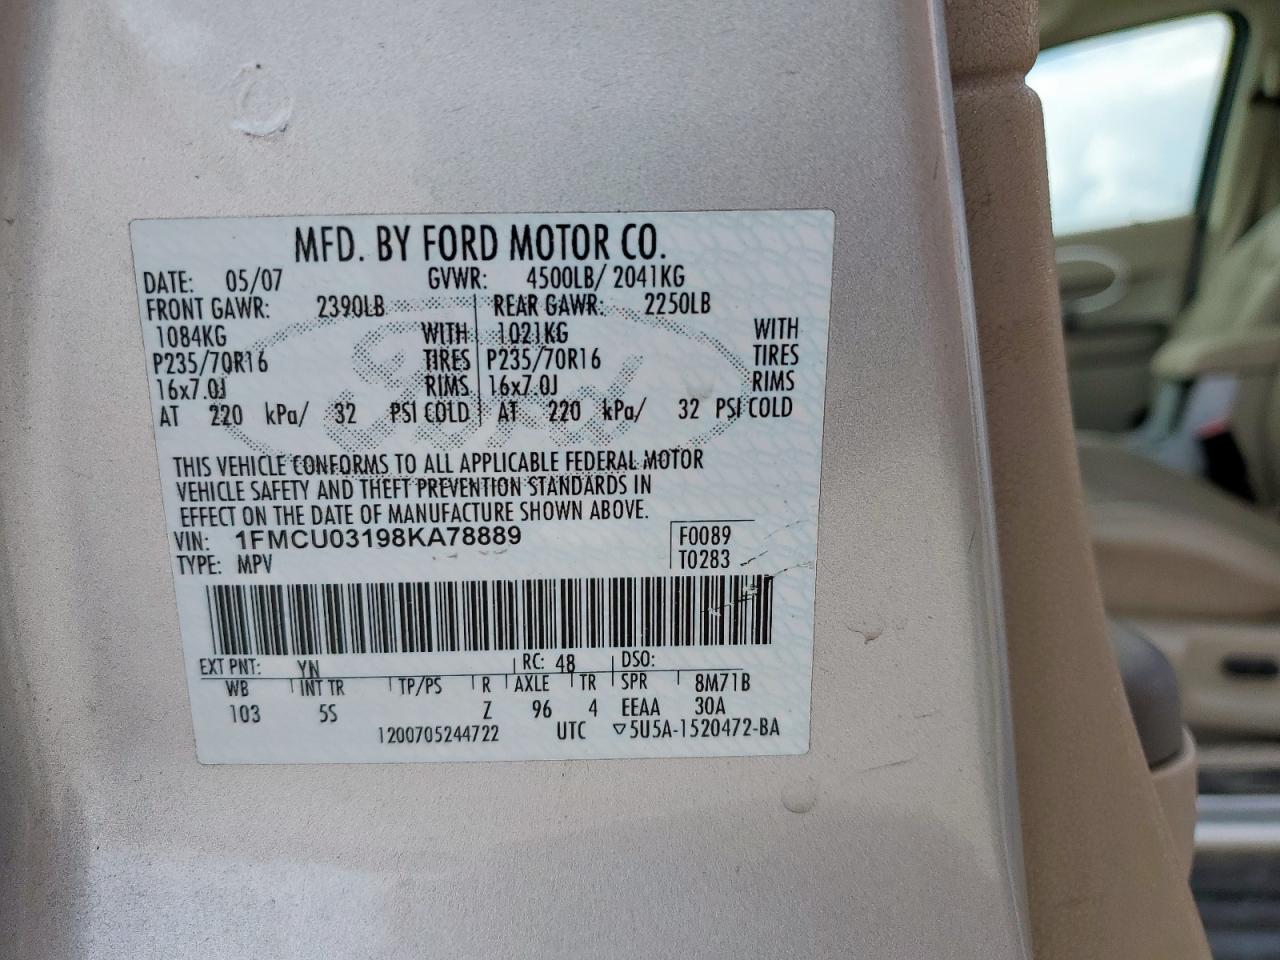 MFD. BY FORD MOTOR CO.
DATE: 05/07 GVWR: 4500LB/ 2041KG
FRONT GAWR: 2390LB REAR GAWR: 2250LB
1084KG WITH 1021KG WITH
P235/70R16 TIRES P235/70R16 TIRES
16x7.0J RIMS 16x7.0J RIMS
AT 220 kPa/ 32 PSI COLD AT 220 kPa/ 32 PSI COLD
THIS VEHICLE CONFORMS TO ALL APPLICABLE FEDERAL MOTOR
VEHICLE SAFETY AND THEFT PREVENTION STANDARDS IN
EFFECT ON THE DATE OF MANUFACTURE SHOWN ABOVE.
VIN: 1FMCU03198KA78889 F0089
TYPE: MPV T0283
EXT PNT: YN RC: 48 DSO:
WB INT TR TP/PS R AXLE TR SPR 8M71B
103 5S Z 96 4 EEAA 30A
1200705244722 UTC ▽5U5A-1520472-BA